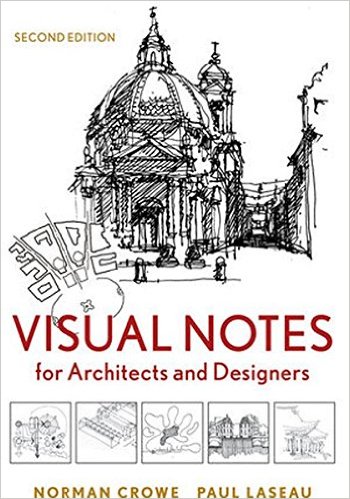 SECOND EDITION
VISUAL NOTES
for Architects and Designers
NORMAN CROWE PAUL LASEAU